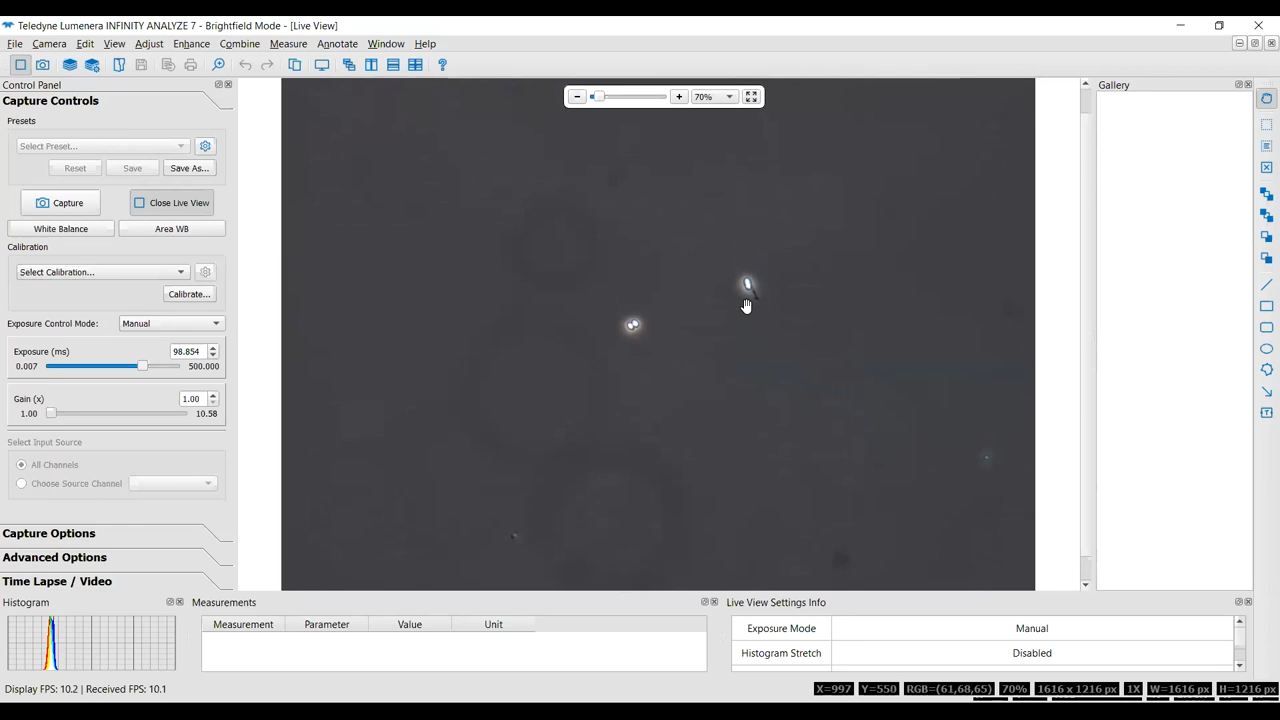 Teledyne Lumenera INFINITY ANALYZE 7 - Brightfield Mode - [Live View]
File Camera Edit View Adjust Enhance Combine Measure Annotate Window Help
Control Panel
Capture Controls
Presets
Select Preset...
Reset Save Save As...
Capture Close Live View
White Balance Area WB
Calibration
Select Calibration...
Calibrate...
Exposure Control Mode: Manual
Exposure (ms) 98.854
0.007 500.000
Gain (x) 1.00
1.00 10.58
Select Input Source
All Channels
Choose Source Channel
Capture Options
Advanced Options
Time Lapse / Video
70%
Gallery
Histogram
Measurements
Measurement Parameter Value Unit
Live View Settings Info
Exposure Mode Manual
Histogram Stretch Disabled
Display FPS: 10.2 | Received FPS: 10.1
X=997 Y=550 RGB=(61,68,65) 70% 1616 x 1216 px 1X W=1616 px H=1216 px